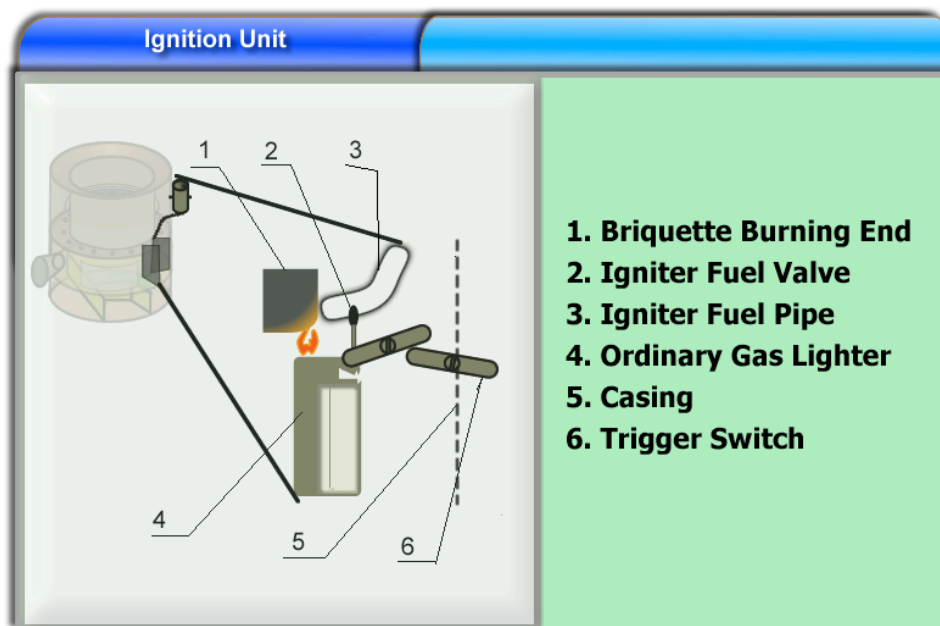 Ignition Unit
1
2
3
4
5
6
1. Briquette Burning End
2. Igniter Fuel Valve
3. Igniter Fuel Pipe
4. Ordinary Gas Lighter
5. Casing
6. Trigger Switch